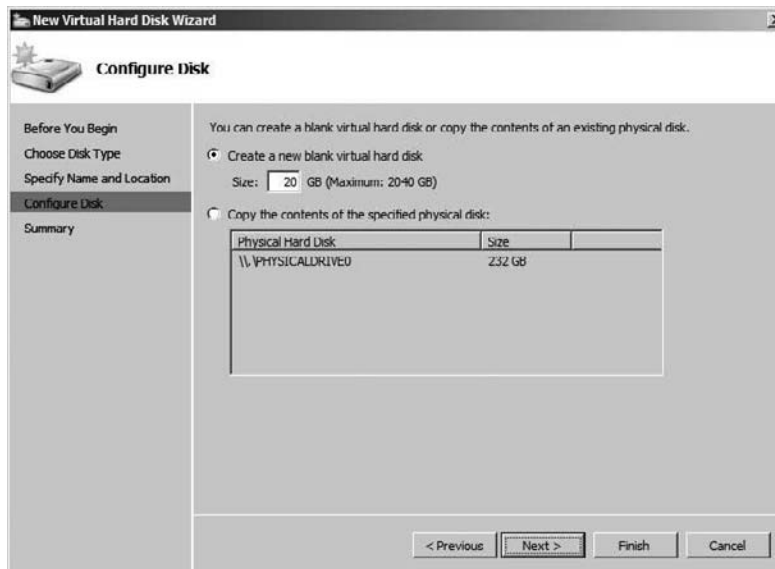 New Virtual Hard Disk Wizard
Configure Disk
Before You Begin
Choose Disk Type
Specify Name and Location
Configure Disk
Summary
You can create a blank virtual hard disk or copy the contents of an existing physical disk.
Create a new blank virtual hard disk
Size: 20 GB (Maximum: 2040 GB)
Copy the contents of the specified physical disk:
Physical Hard Disk Size
\\.\PHYSICALDRIVE0 232 GB
< Previous Next > Finish Cancel